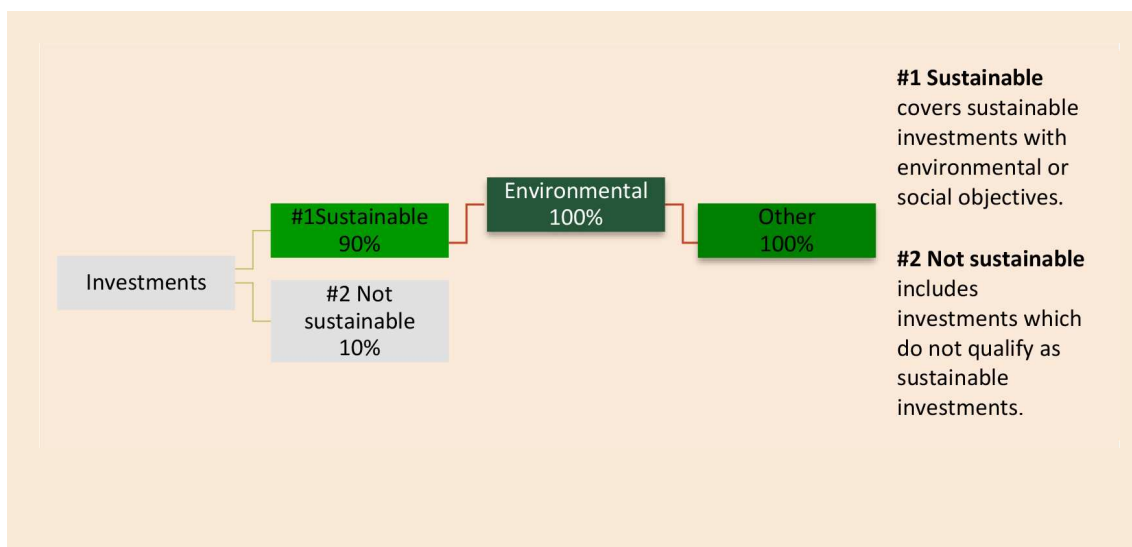 Investments
#1Sustainable
90%
#2 Not
sustainable
10%
Environmental
100%
Other
100%
#1 Sustainable
covers sustainable
investments with
environmental or
social objectives.
#2 Not sustainable
includes
investments which
do not qualify as
sustainable
investments.